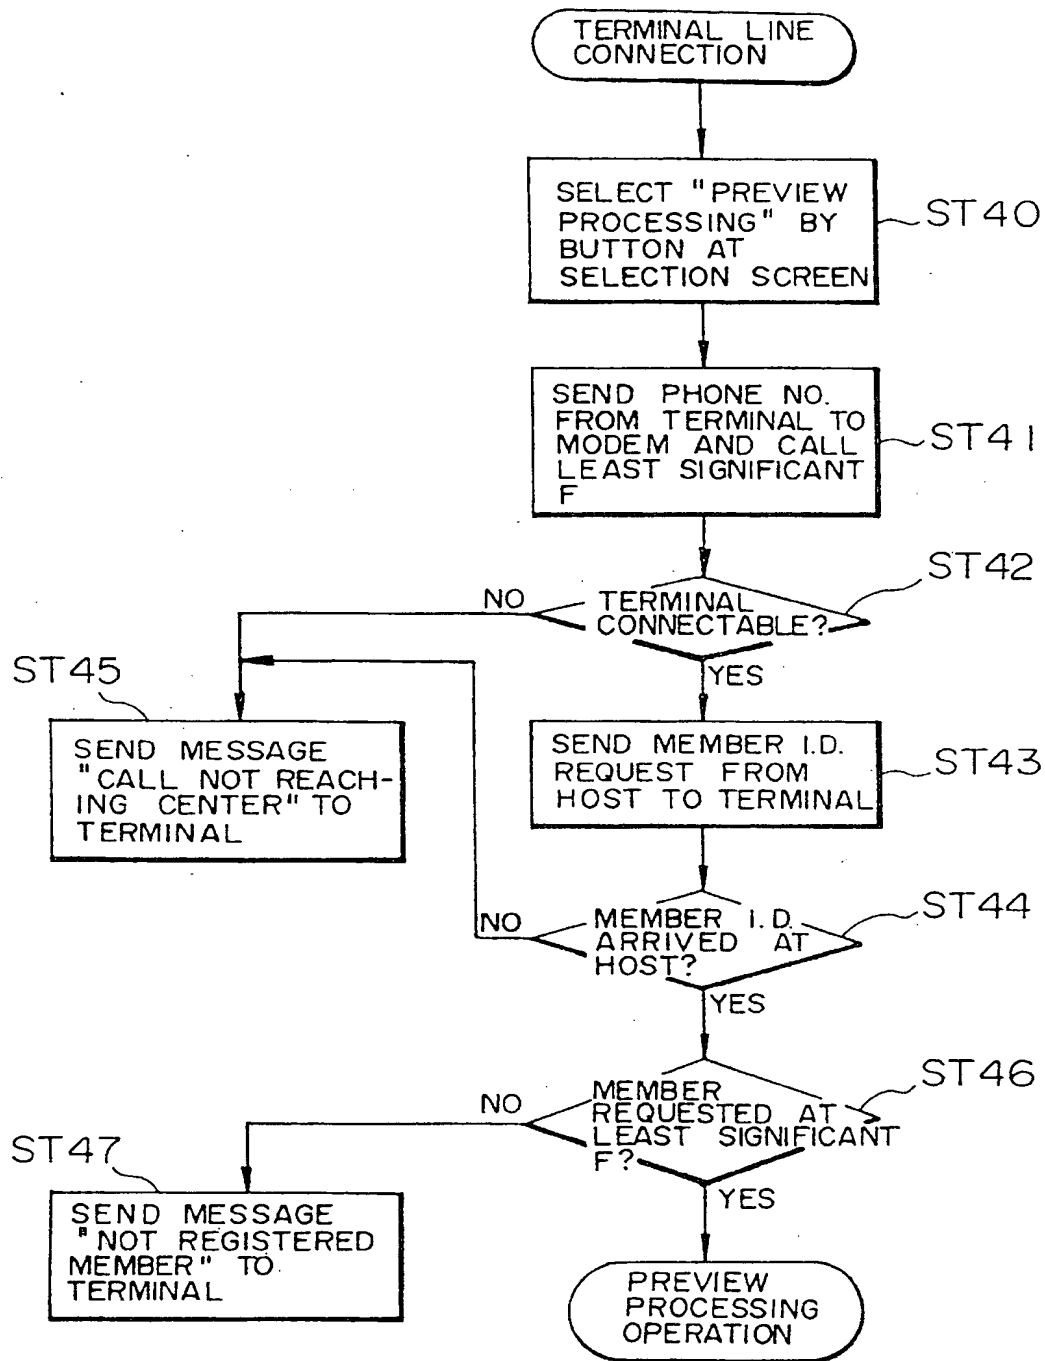 TERMINAL LINE
CONNECTION
SELECT "PREVIEW
PROCESSING" BY
BUTTON AT
SELECTION SCREEN
ST40
SEND PHONE NO.
FROM TERMINAL TO
MODEM AND CALL
LEAST SIGNIFICANT
F
ST41
ST42
NO
TERMINAL
CONNECTABLE?
YES
ST45
SEND MESSAGE
"CALL NOT REACH-
ING CENTER" TO
TERMINAL
SEND MEMBER I.D.
REQUEST FROM
HOST TO TERMINAL
ST43
NO
MEMBER I.D.
ARRIVED AT
HOST?
ST44
YES
NO
MEMBER
REQUESTED AT
LEAST SIGNIFICANT
F?
ST46
YES
ST47
SEND MESSAGE
"NOT REGISTERED
MEMBER" TO
TERMINAL
PREVIEW
PROCESSING
OPERATION